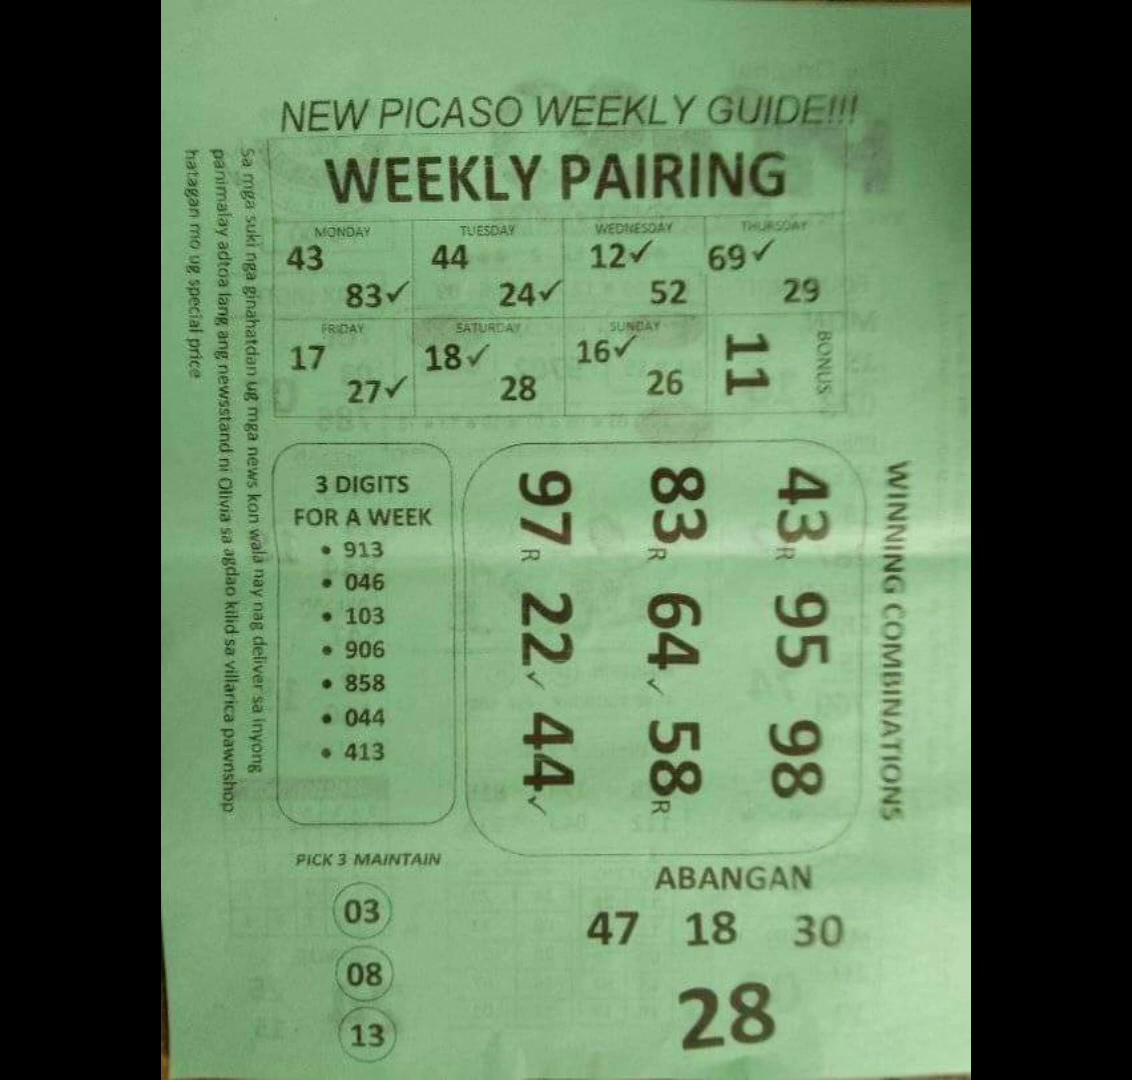 NEW PICASO WEEKLY GUIDE!!!
WEEKLY PAIRING
MONDAY
43
83✓
TUESDAY
44
24✓
WEDNESDAY
12✓
52
THURSDAY
69✓
29
FRIDAY
17
27✓
SATURDAY
18✓
28
SUNDAY
16✓
26
BONUS
11
Sa mga suki nga ginahatdan ug mga news kon wala nay nag deliver sa inyong
panimalay adtoa lang ang newsstand ni Olivia sa agdao kilid sa villarica pawnshop
hatagan mo ug special price
3 DIGITS
FOR A WEEK
• 913
• 046
• 103
• 906
• 858
• 044
• 413
WINNING COMBINATIONS
43R 95 98
83R 64✓ 58R
97R 22✓ 44✓
PICK 3 MAINTAIN
03
08
13
ABANGAN
47 18 30
28